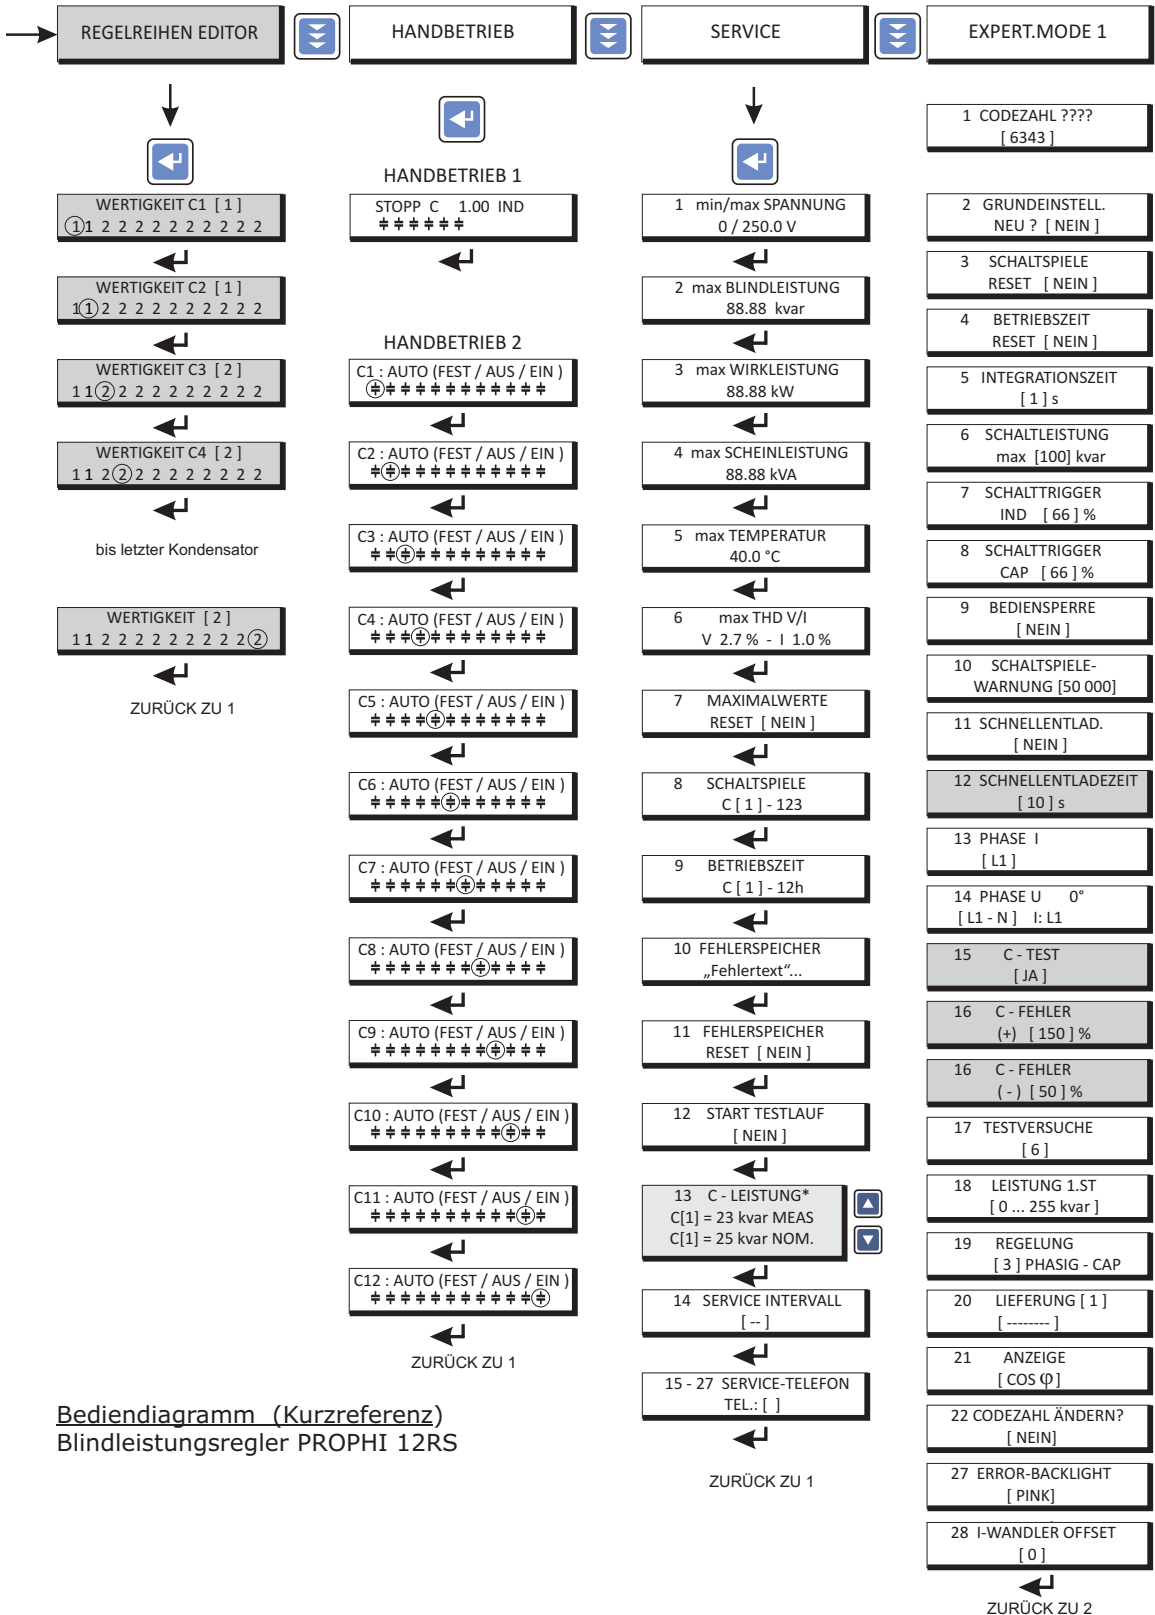 REGELREIHEN EDITOR
HANDBETRIEB
SERVICE
EXPERT.MODE 1
WERTIGKEIT C1 [ 1 ]
1 1 2 2 2 2 2 2 2 2 2 2
WERTIGKEIT C2 [ 1 ]
1 1 2 2 2 2 2 2 2 2 2 2
WERTIGKEIT C3 [ 2 ]
1 1 2 2 2 2 2 2 2 2 2 2
WERTIGKEIT C4 [ 2 ]
1 1 2 2 2 2 2 2 2 2 2 2
bis letzter Kondensator
WERTIGKEIT [ 2 ]
1 1 2 2 2 2 2 2 2 2 2 2
ZURÜCK ZU 1
HANDBETRIEB 1
STOPP C 1.00 IND
HANDBETRIEB 2
C1 : AUTO (FEST / AUS / EIN )
C2 : AUTO (FEST / AUS / EIN )
C3 : AUTO (FEST / AUS / EIN )
C4 : AUTO (FEST / AUS / EIN )
C5 : AUTO (FEST / AUS / EIN )
C6 : AUTO (FEST / AUS / EIN )
C7 : AUTO (FEST / AUS / EIN )
C8 : AUTO (FEST / AUS / EIN )
C9 : AUTO (FEST / AUS / EIN )
C10 : AUTO (FEST / AUS / EIN )
C11 : AUTO (FEST / AUS / EIN )
C12 : AUTO (FEST / AUS / EIN )
ZURÜCK ZU 1
1 min/max SPANNUNG
0 / 250.0 V
2 max BLINDLEISTUNG
88.88 kvar
3 max WIRKLEISTUNG
88.88 kW
4 max SCHEINLEISTUNG
88.88 kVA
5 max TEMPERATUR
40.0 °C
6 max THD V/I
V 2.7 % - I 1.0 %
7 MAXIMALWERTE
RESET [ NEIN ]
8 SCHALTSPIELE
C [ 1 ] - 123
9 BETRIEBSZEIT
C [ 1 ] - 12h
10 FEHLERSPEICHER
„Fehlertext“...
11 FEHLERSPEICHER
RESET [ NEIN ]
12 START TESTLAUF
[ NEIN ]
13 C - LEISTUNG*
C[1] = 23 kvar MEAS
C[1] = 25 kvar NOM.
14 SERVICE INTERVALL
[ -- ]
15 - 27 SERVICE-TELEFON
TEL.: [ ]
ZURÜCK ZU 1
1 CODEZAHL ????
[ 6343 ]
2 GRUNDEINSTELL.
NEU ? [ NEIN ]
3 SCHALTSPIELE
RESET [ NEIN ]
4 BETRIEBSZEIT
RESET [ NEIN ]
5 INTEGRATIONSZEIT
[ 1 ] s
6 SCHALTLEISTUNG
max [100] kvar
7 SCHALTTRIGGER
IND [ 66 ] %
8 SCHALTTRIGGER
CAP [ 66 ] %
9 BEDIENSPERRE
[ NEIN ]
10 SCHALTSPIELE-
WARNUNG [50 000]
11 SCHNELLENTLAD.
[ NEIN ]
12 SCHNELLENTLADEZEIT
[ 10 ] s
13 PHASE I
[ L1 ]
14 PHASE U 0°
[ L1 - N ] I: L1
15 C - TEST
[ JA ]
16 C - FEHLER
(+) [ 150 ] %
16 C - FEHLER
( - ) [ 50 ] %
17 TESTVERSUCHE
[ 6 ]
18 LEISTUNG 1.ST
[ 0 ... 255 kvar ]
19 REGELUNG
[ 3 ] PHASIG - CAP
20 LIEFERUNG [ 1 ]
[ -------- ]
21 ANZEIGE
[ COS φ ]
22 CODEZAHL ÄNDERN?
[ NEIN]
27 ERROR-BACKLIGHT
[ PINK]
28 I-WANDLER OFFSET
[ 0 ]
ZURÜCK ZU 2
Bediendiagramm (Kurzreferenz)
Blindleistungsregler PROPHI 12RS